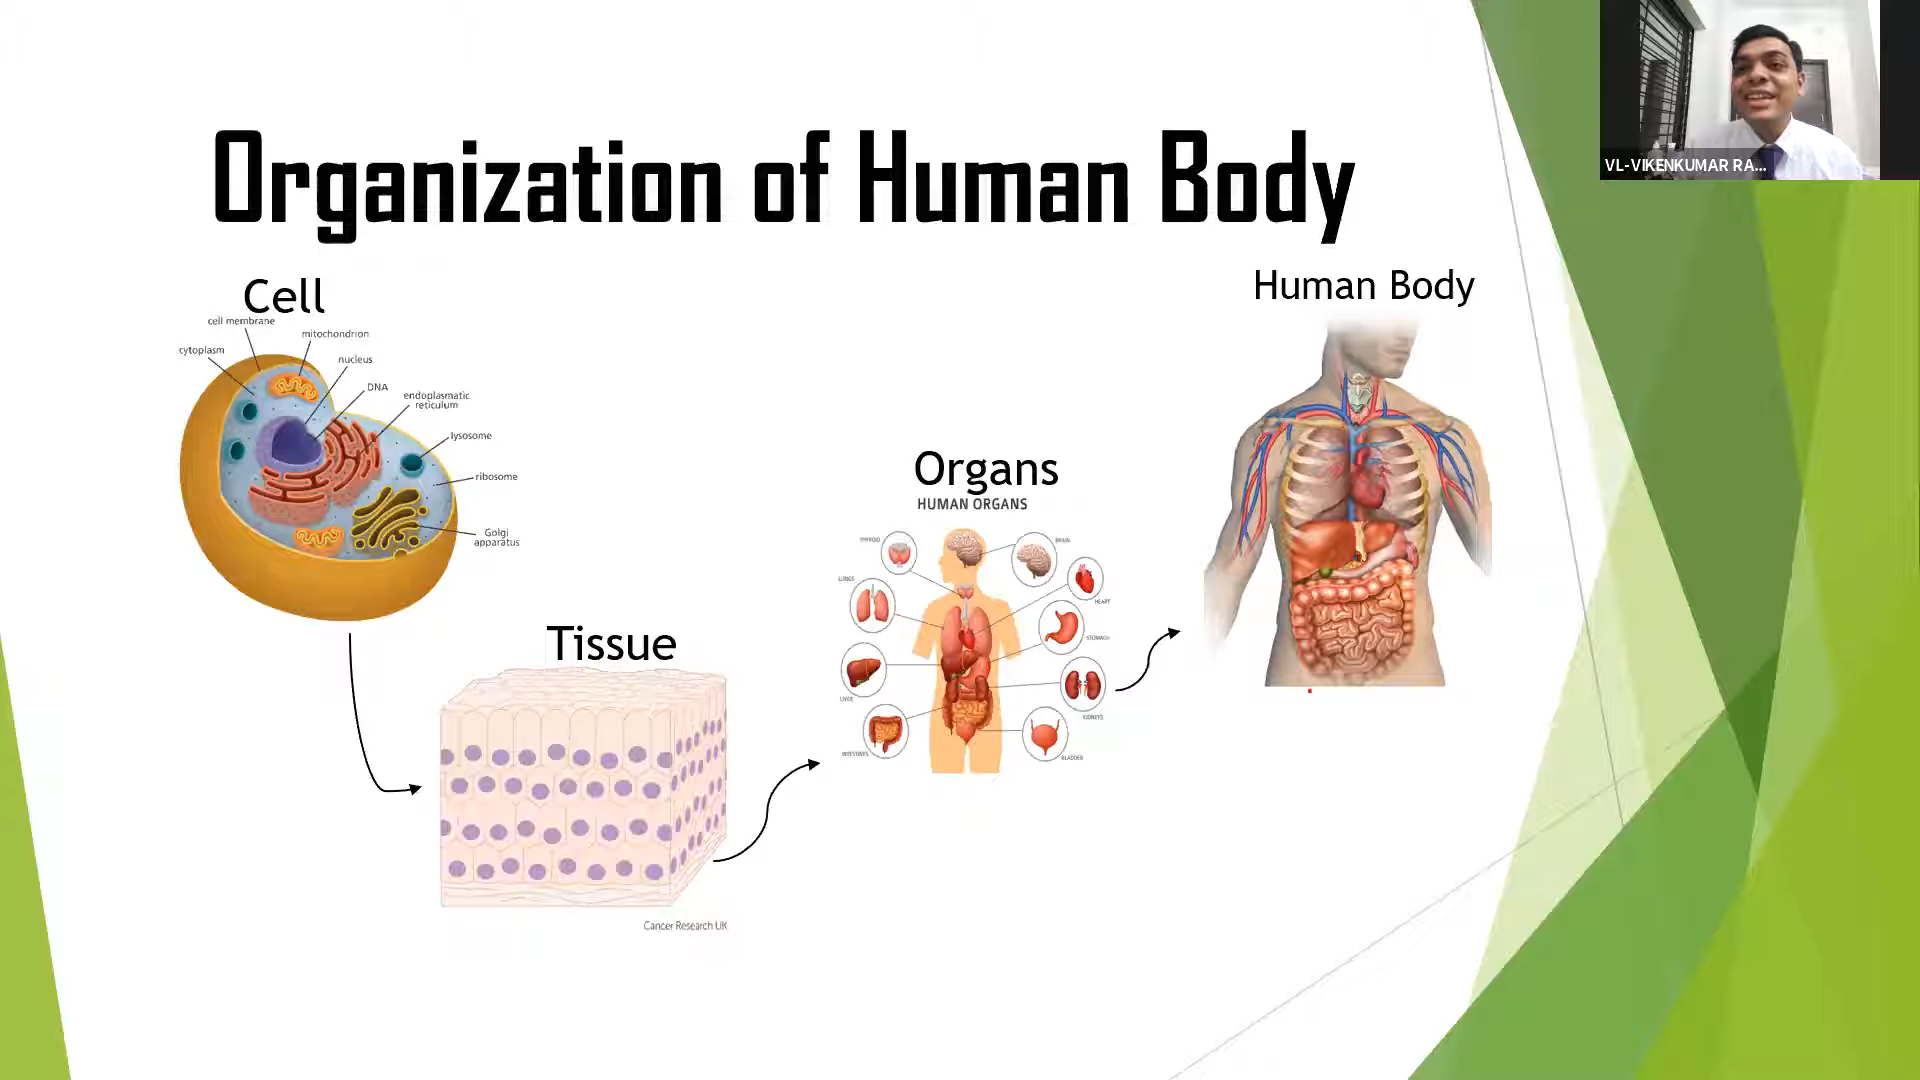 VL-VIKENKUMAR RA...
Organization of Human Body
Cell
cell membrane
mitochondrion
cytoplasm
nucleus
DNA
endoplasmatic
reticulum
lysosome
ribosome
Golgi
apparatus
Tissue
Cancer Research UK
Organs
HUMAN ORGANS
THYROID
BRAIN
LUNGS
HEART
STOMACH
LIVER
KIDNEYS
INTESTINES
BLADDER
Human Body